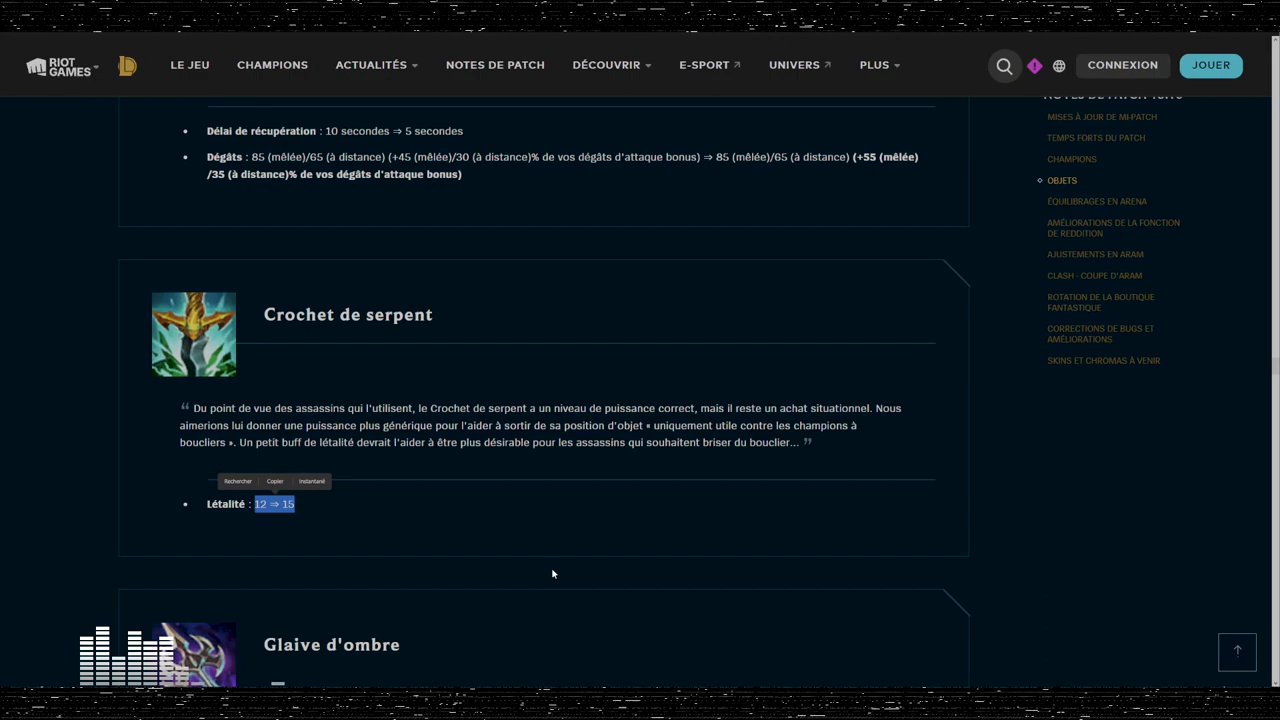 RIOT GAMES
LE JEU
CHAMPIONS
ACTUALITÉS
NOTES DE PATCH
DÉCOUVRIR
E-SPORT
UNIVERS
PLUS
CONNEXION
JOUER
• Délai de récupération : 10 secondes ⇒ 5 secondes
• Dégâts : 85 (mêlée)/65 (à distance) (+45 (mêlée)/30 (à distance)% de vos dégâts d'attaque bonus) ⇒ 85 (mêlée)/65 (à distance) (+55 (mêlée)
/35 (à distance)% de vos dégâts d'attaque bonus)
Crochet de serpent
“ Du point de vue des assassins qui l'utilisent, le Crochet de serpent a un niveau de puissance correct, mais il reste un achat situationnel. Nous
aimerions lui donner une puissance plus générique pour l'aider à sortir de sa position d'objet « uniquement utile contre les champions à
boucliers ». Un petit buff de létalité devrait l'aider à être plus désirable pour les assassins qui souhaitent briser du bouclier... ”
Rechercher
Copier
Instantané
• Létalité : 12 ⇒ 15
Glaive d'ombre
MISES À JOUR DE MI-PATCH
TEMPS FORTS DU PATCH
CHAMPIONS
OBJETS
ÉQUILIBRAGES EN ARENA
AMÉLIORATIONS DE LA FONCTION
DE REDDITION
AJUSTEMENTS EN ARAM
CLASH - COUPE D'ARAM
ROTATION DE LA BOUTIQUE
FANTASTIQUE
CORRECTIONS DE BUGS ET
AMÉLIORATIONS
SKINS ET CHROMAS À VENIR